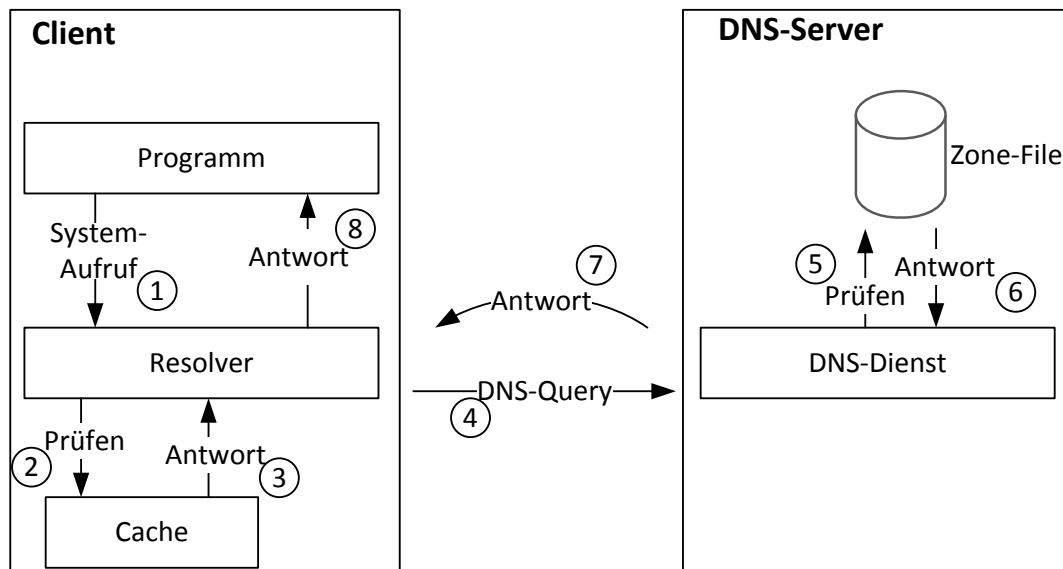 Client
Programm
System-
Aufruf
1
Antwort
8
Resolver
Prüfen
2
Antwort
3
Cache
7
Antwort
DNS-Query
4
DNS-Server
Zone-File
5
Prüfen
Antwort
6
DNS-Dienst